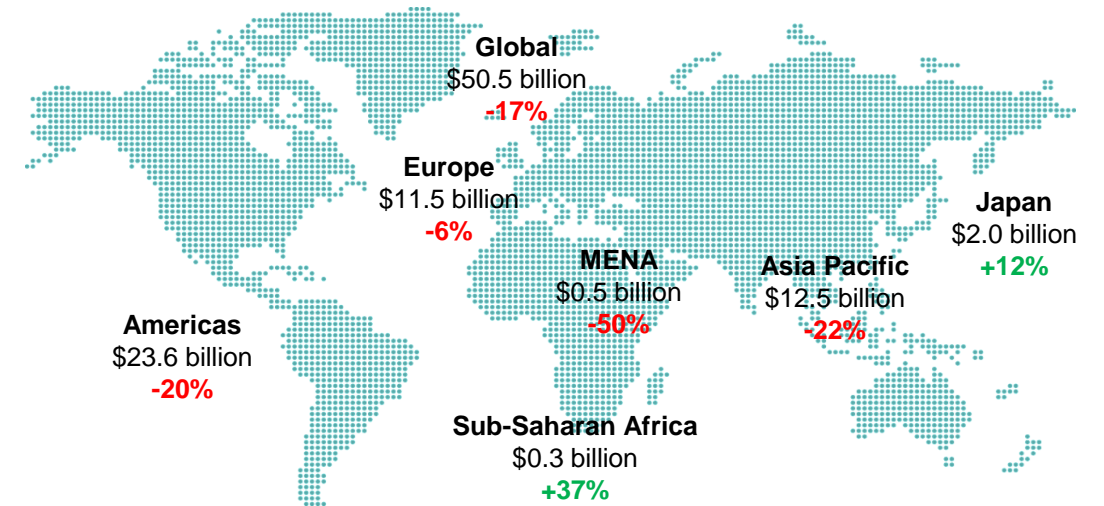 Global
$50.5 billion
-17%
Europe
$11.5 billion
-6%
Japan
$2.0 billion
+12%
MENA
$0.5 billion
-50%
Asia Pacific
$12.5 billion
-22%
Americas
$23.6 billion
-20%
Sub-Saharan Africa
$0.3 billion
+37%